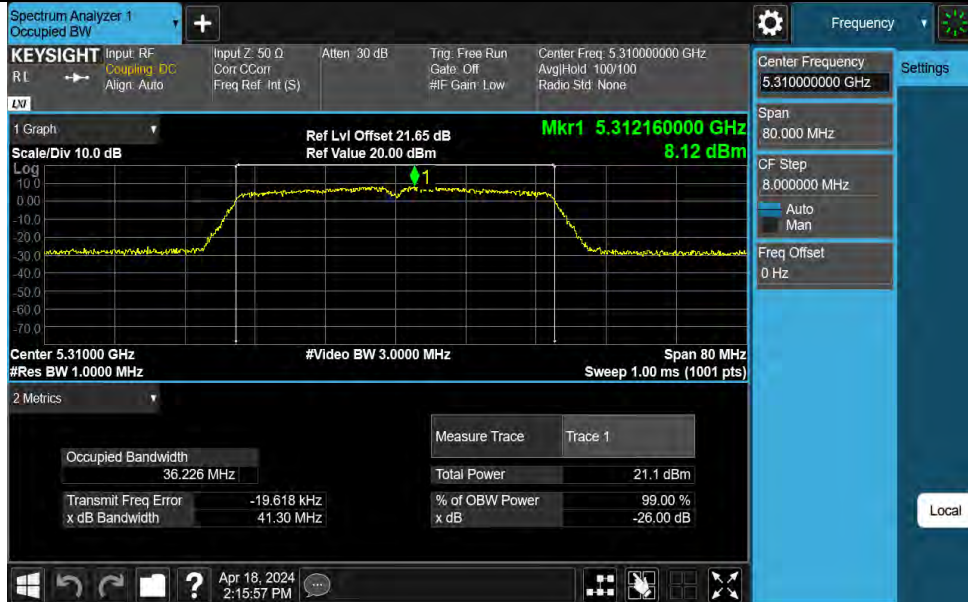 Spectrum Analyzer 1
Occupied BW
Frequency
KEYSIGHT
RL
LXI
Input: RF
Coupling: DC
Align: Auto
Input Z: 50 Ω
Corr CCorr
Freq Ref: Int (S)
Atten: 30 dB
Trig: Free Run
Gate: Off
#IF Gain: Low
Center Freq: 5.310000000 GHz
Avg|Hold: 100/100
Radio Std: None
Center Frequency
5.310000000 GHz
Settings
Span
80.000 MHz
CF Step
8.000000 MHz
Auto
Man
Freq Offset
0 Hz
1 Graph
Scale/Div 10.0 dB
Ref Lvl Offset 21.65 dB
Ref Value 20.00 dBm
Mkr1 5.312160000 GHz
8.12 dBm
Log
10.0
0.00
-10.0
-20.0
-30.0
-40.0
-50.0
-60.0
-70.0
1
Center 5.31000 GHz
#Res BW 1.0000 MHz
#Video BW 3.0000 MHz
Span 80 MHz
Sweep 1.00 ms (1001 pts)
2 Metrics
Occupied Bandwidth
36.226 MHz
Transmit Freq Error -19.618 kHz
x dB Bandwidth 41.30 MHz
Measure Trace Trace 1
Total Power 21.1 dBm
% of OBW Power 99.00 %
x dB -26.00 dB
Local
Apr 18, 2024
2:15:57 PM